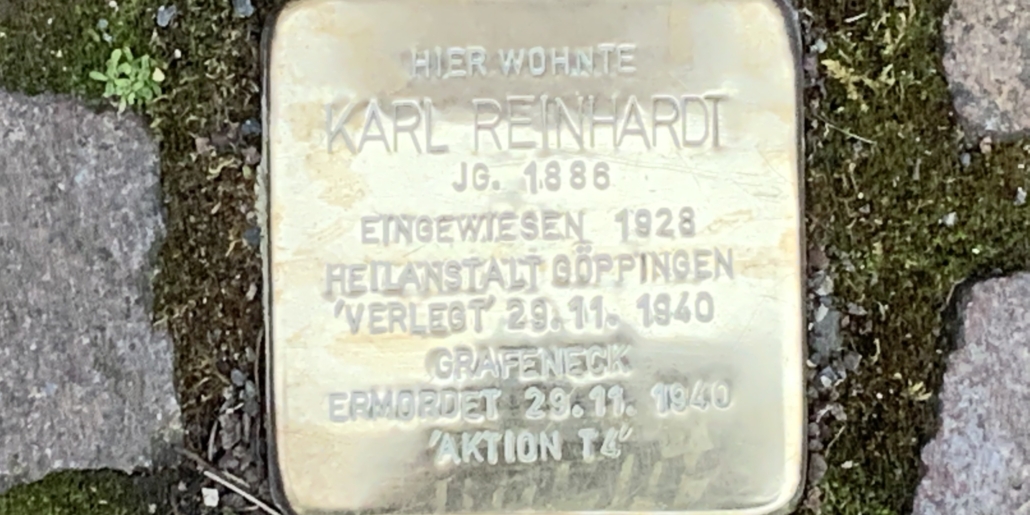 HIER WOHNTE
KARL REINHARDT
JG. 1886
EINGEWIESEN 1928
HEILANSTALT GÖPPINGEN
'VERLEGT' 29.11. 1940
GRAFENECK
ERMORDET 29.11. 1940
'AKTION T4'